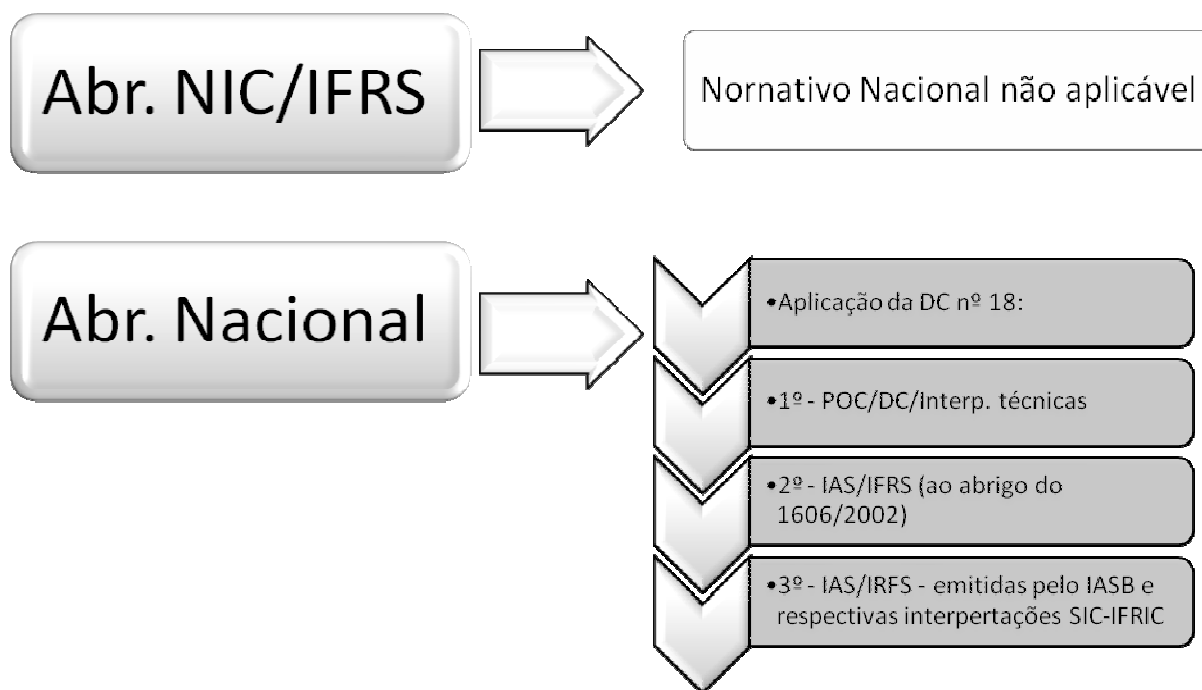 Abr. NIC/IFRS
Nornativo Nacional não aplicável
Abr. Nacional
•Aplicação da DC nº 18:
•1º - POC/DC/Interp. técnicas
•2º - IAS/IFRS (ao abrigo do
1606/2002)
•3º - IAS/IRFS - emitidas pelo IASB e
respectivas interpertações SIC-IFRIC